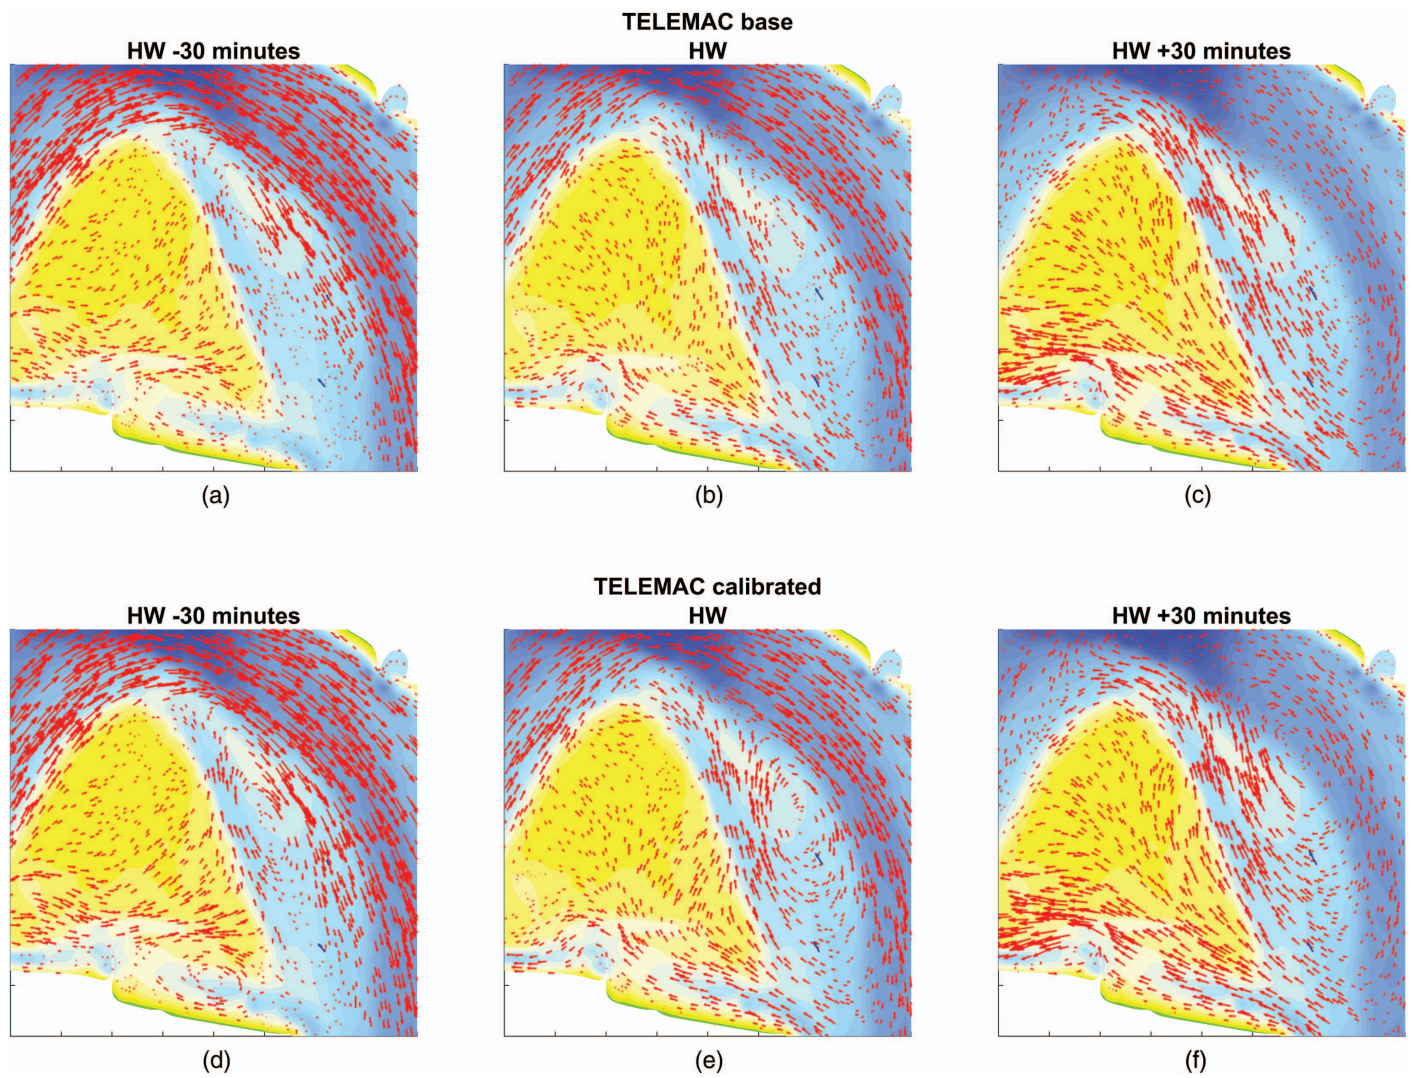 TELEMAC base
HW -30 minutes
HW
HW +30 minutes
(a)
(b)
(c)
TELEMAC calibrated
HW -30 minutes
HW
HW +30 minutes
(d)
(e)
(f)